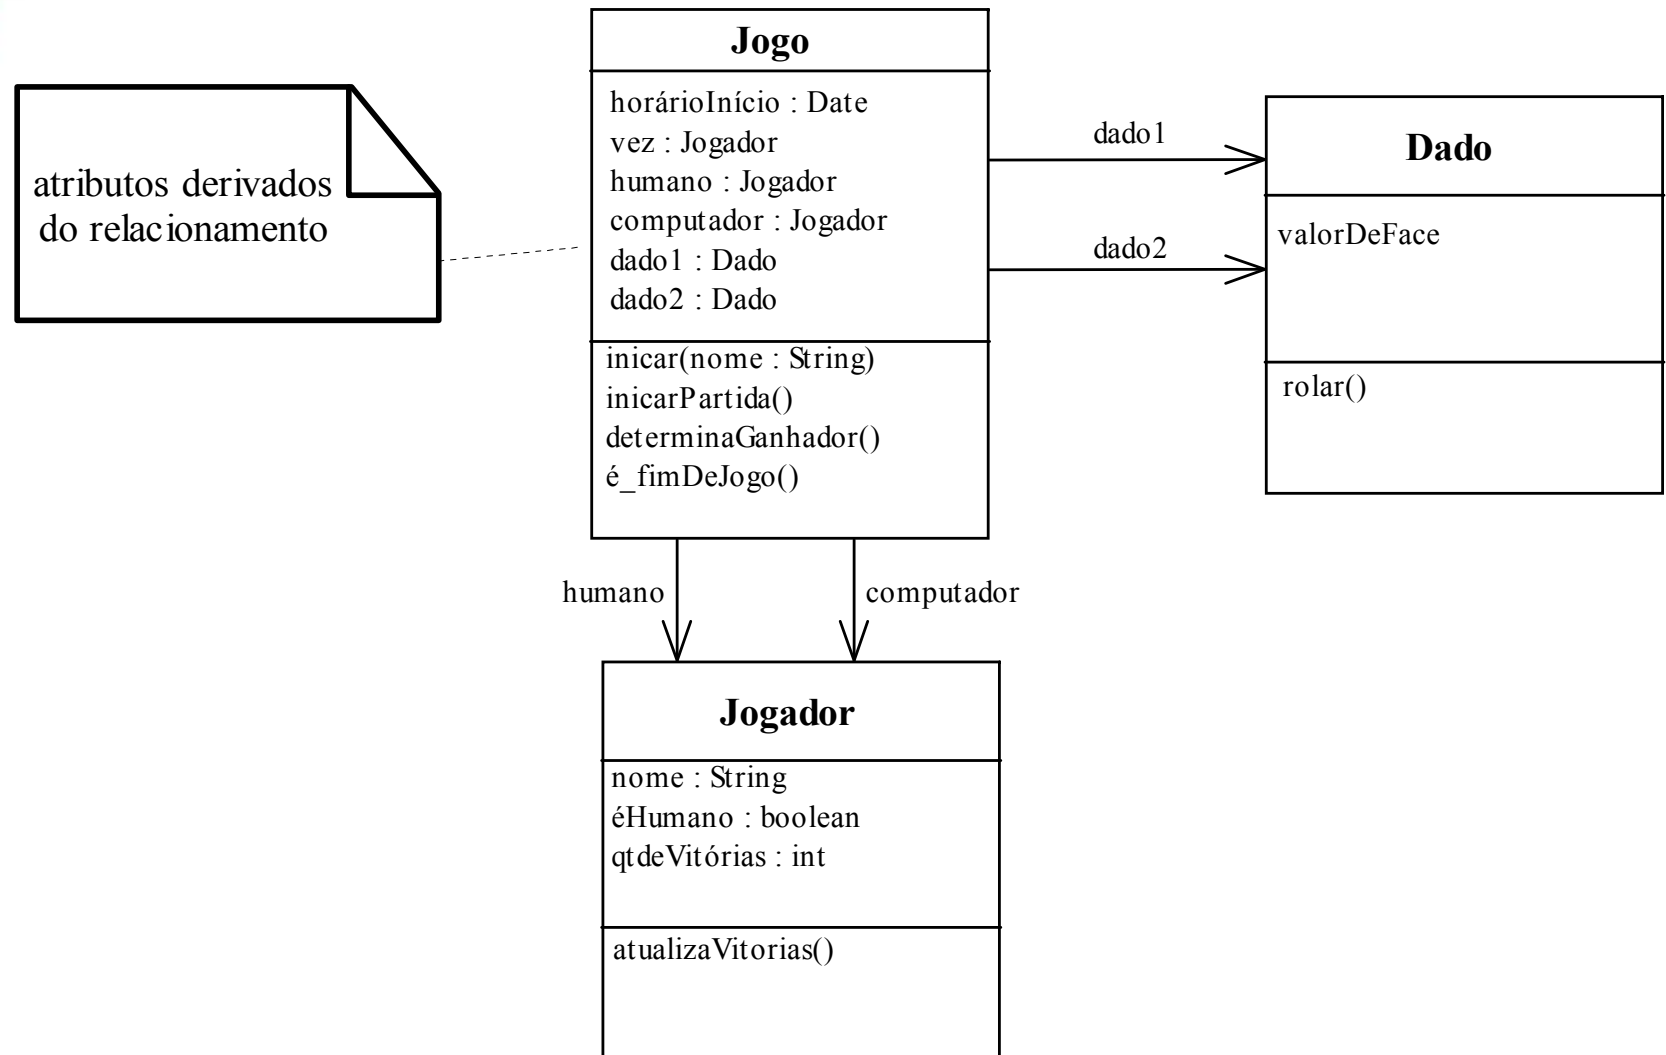 Jogo
horárioInício : Date
vez : Jogador
humano : Jogador
computador : Jogador
dado1 : Dado
dado2 : Dado
inicar(nome : String)
inicarPartida()
determinaGanhador()
é_fimDeJogo()
atributos derivados
do relacionamento
dado1
dado2
Dado
valorDeFace
rolar()
humano
computador
Jogador
nome : String
éHumano : boolean
qtdeVitórias : int
atualizaVitorias()